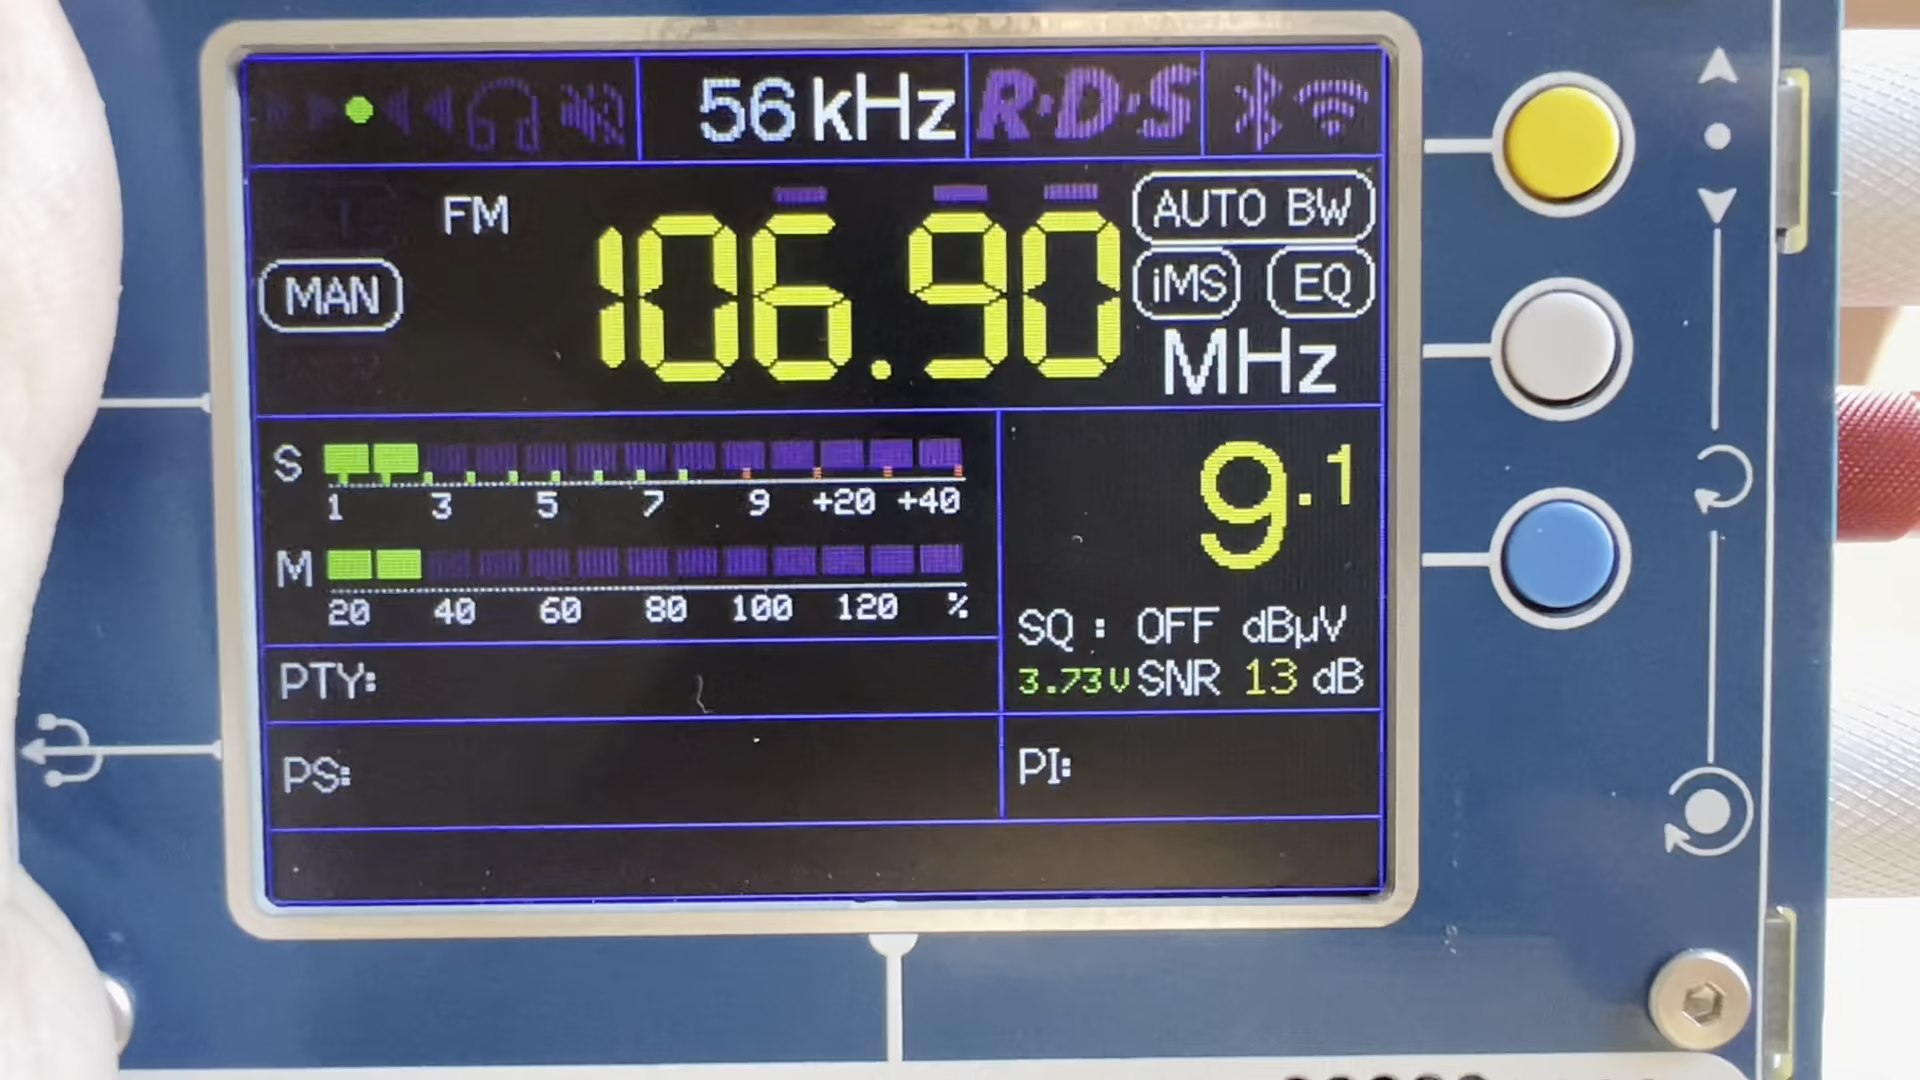 56 kHz R·D·S
FM 106.90 MHz
AUTO BW
iMS EQ
MAN
S
1 3 5 7 9 +20 +40
M
20 40 60 80 100 120 %
9.1
SQ : OFF dBµV
3.73V SNR 13 dB
PTY:
PS:
PI: